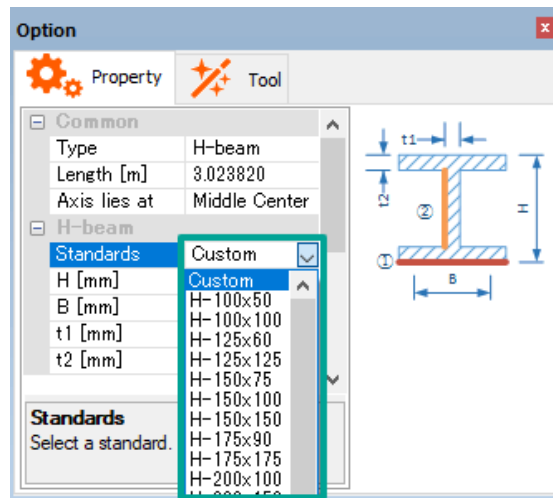 Option
x
Property
Tool
Common
Type H-beam
Length [m] 3.023820
Axis lies at Middle Center
H-beam
Standards Custom
H [mm]
B [mm]
t1 [mm]
t2 [mm]
Custom
H-100x50
H-100x100
H-125x60
H-125x125
H-150x75
H-150x100
H-150x150
H-175x90
H-175x175
H-200x100
Standards
Select a standard.
t1
t2
②
H
①
B